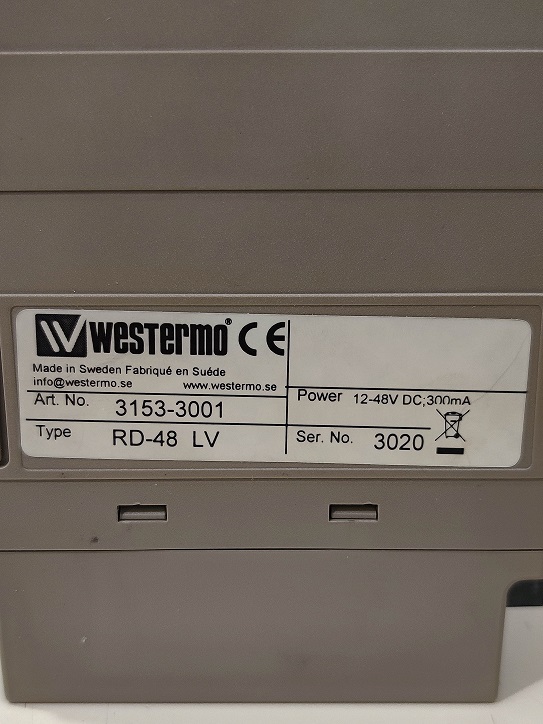 Westermo® CE
Made in Sweden Fabriqué en Suéde
info@westermo.se www.westermo.se
Art. No. 3153-3001
Power 12-48V DC;300mA
Type RD-48 LV
Ser. No. 3020